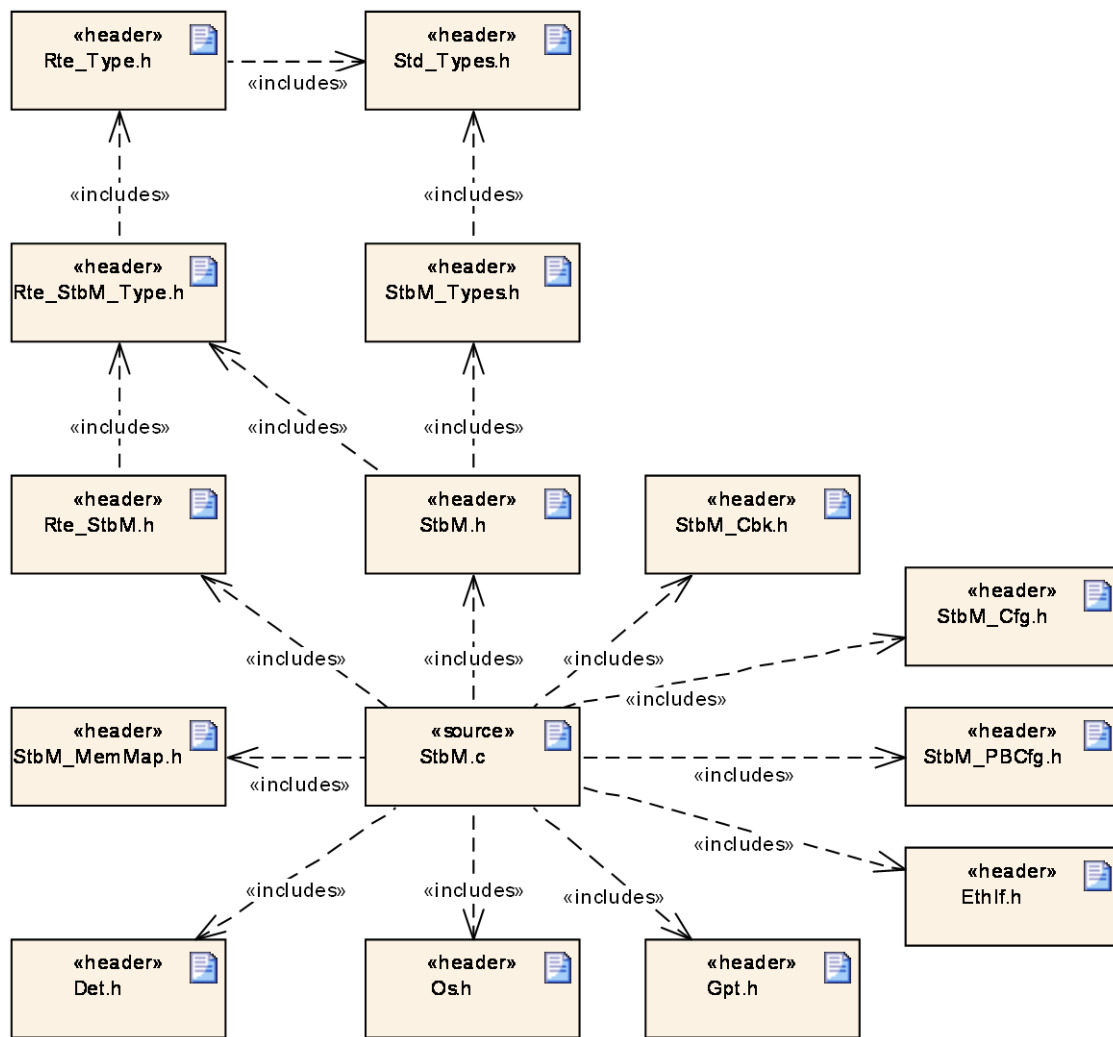 «header»
Rte_Type.h
«header»
Std_Types.h
«includes»
«includes»
«includes»
«header»
Rte_StbM_Type.h
«header»
StbM_Types.h
«includes»
«includes»
«includes»
«header»
Rte_StbM.h
«header»
StbM.h
«header»
StbM_Cbk.h
«header»
StbM_Cfg.h
«includes»
«includes»
«includes»
«includes»
«header»
StbM_MemMap.h
«source»
StbM.c
«header»
StbM_PBCfg.h
«includes»
«includes»
«includes»
«header»
EthIf.h
«includes»
«includes»
«includes»
«header»
Det.h
«header»
Os.h
«header»
Gpt.h